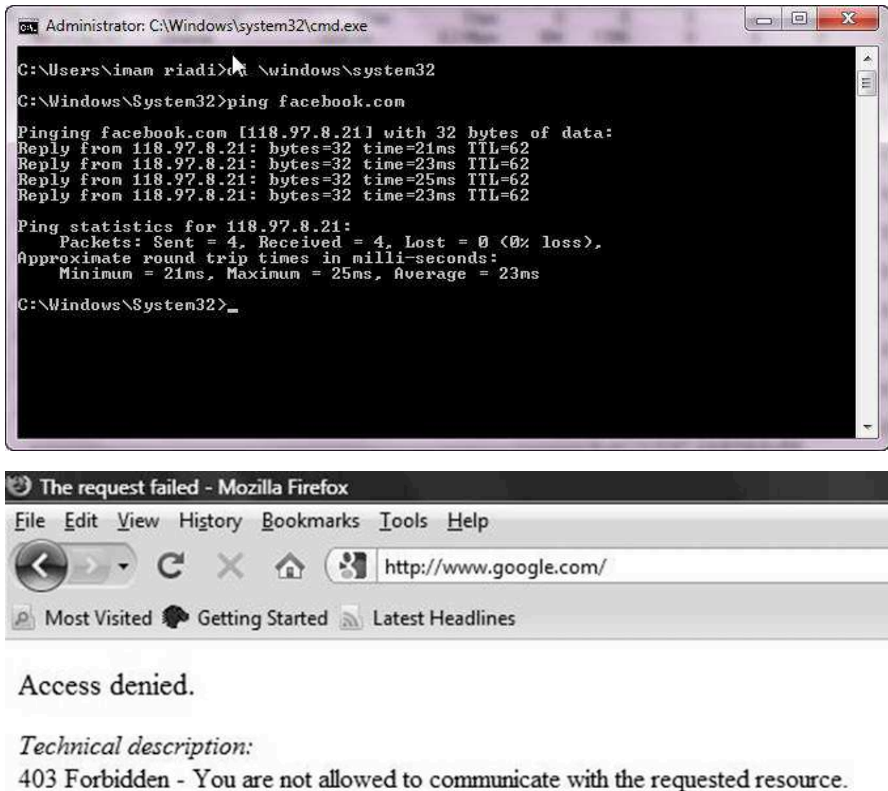 Administrator: C:\Windows\system32\cmd.exe
C:\Users\imam riadi> \windows\system32
C:\Windows\System32>ping facebook.com
Pinging facebook.com [118.97.8.21] with 32 bytes of data:
Reply from 118.97.8.21: bytes=32 time=21ms TTL=62
Reply from 118.97.8.21: bytes=32 time=23ms TTL=62
Reply from 118.97.8.21: bytes=32 time=25ms TTL=62
Reply from 118.97.8.21: bytes=32 time=23ms TTL=62
Ping statistics for 118.97.8.21:
Packets: Sent = 4, Received = 4, Lost = 0 (0% loss),
Approximate round trip times in milli-seconds:
Minimum = 21ms, Maximum = 25ms, Average = 23ms
C:\Windows\System32>_
The request failed - Mozilla Firefox
File Edit View History Bookmarks Tools Help
http://www.google.com/
Most Visited Getting Started Latest Headlines
Access denied.
Technical description:
403 Forbidden - You are not allowed to communicate with the requested resource.